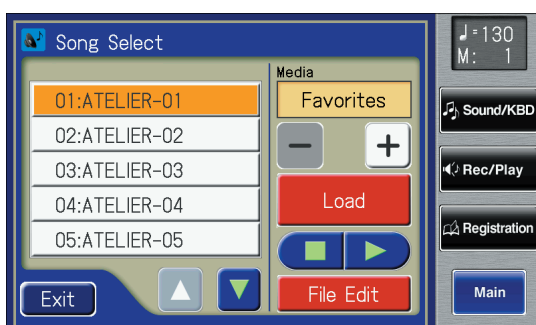 Song Select
♩=130
M: 1
Media
Favorites
01:ATELIER-01
02:ATELIER-02
03:ATELIER-03
04:ATELIER-04
05:ATELIER-05
− +
Load
File Edit
Exit
Sound/KBD
Rec/Play
Registration
Main